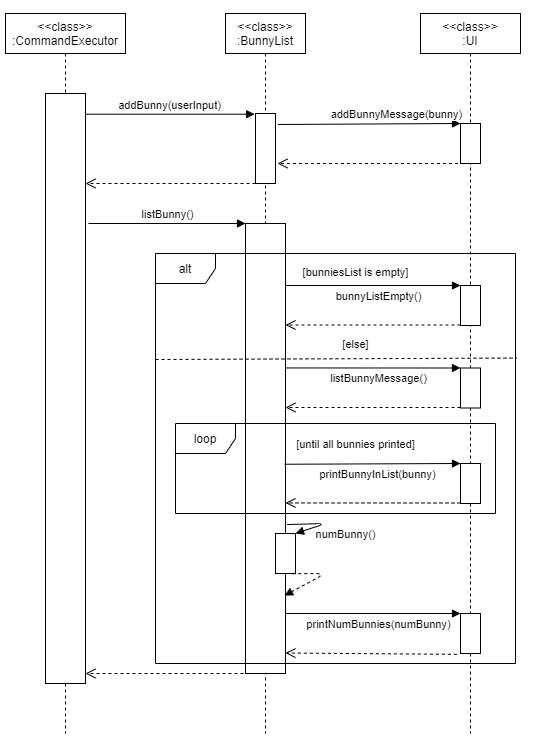 <<class>>
:CommandExecutor
<<class>>
:BunnyList
<<class>>
:UI
addBunny(userInput)
addBunnyMessage(bunny)
listBunny()
alt
[bunniesList is empty]
bunnyListEmpty()
[else]
listBunnyMessage()
loop
[until all bunnies printed]
printBunnyInList(bunny)
numBunny()
printNumBunnies(numBunny)